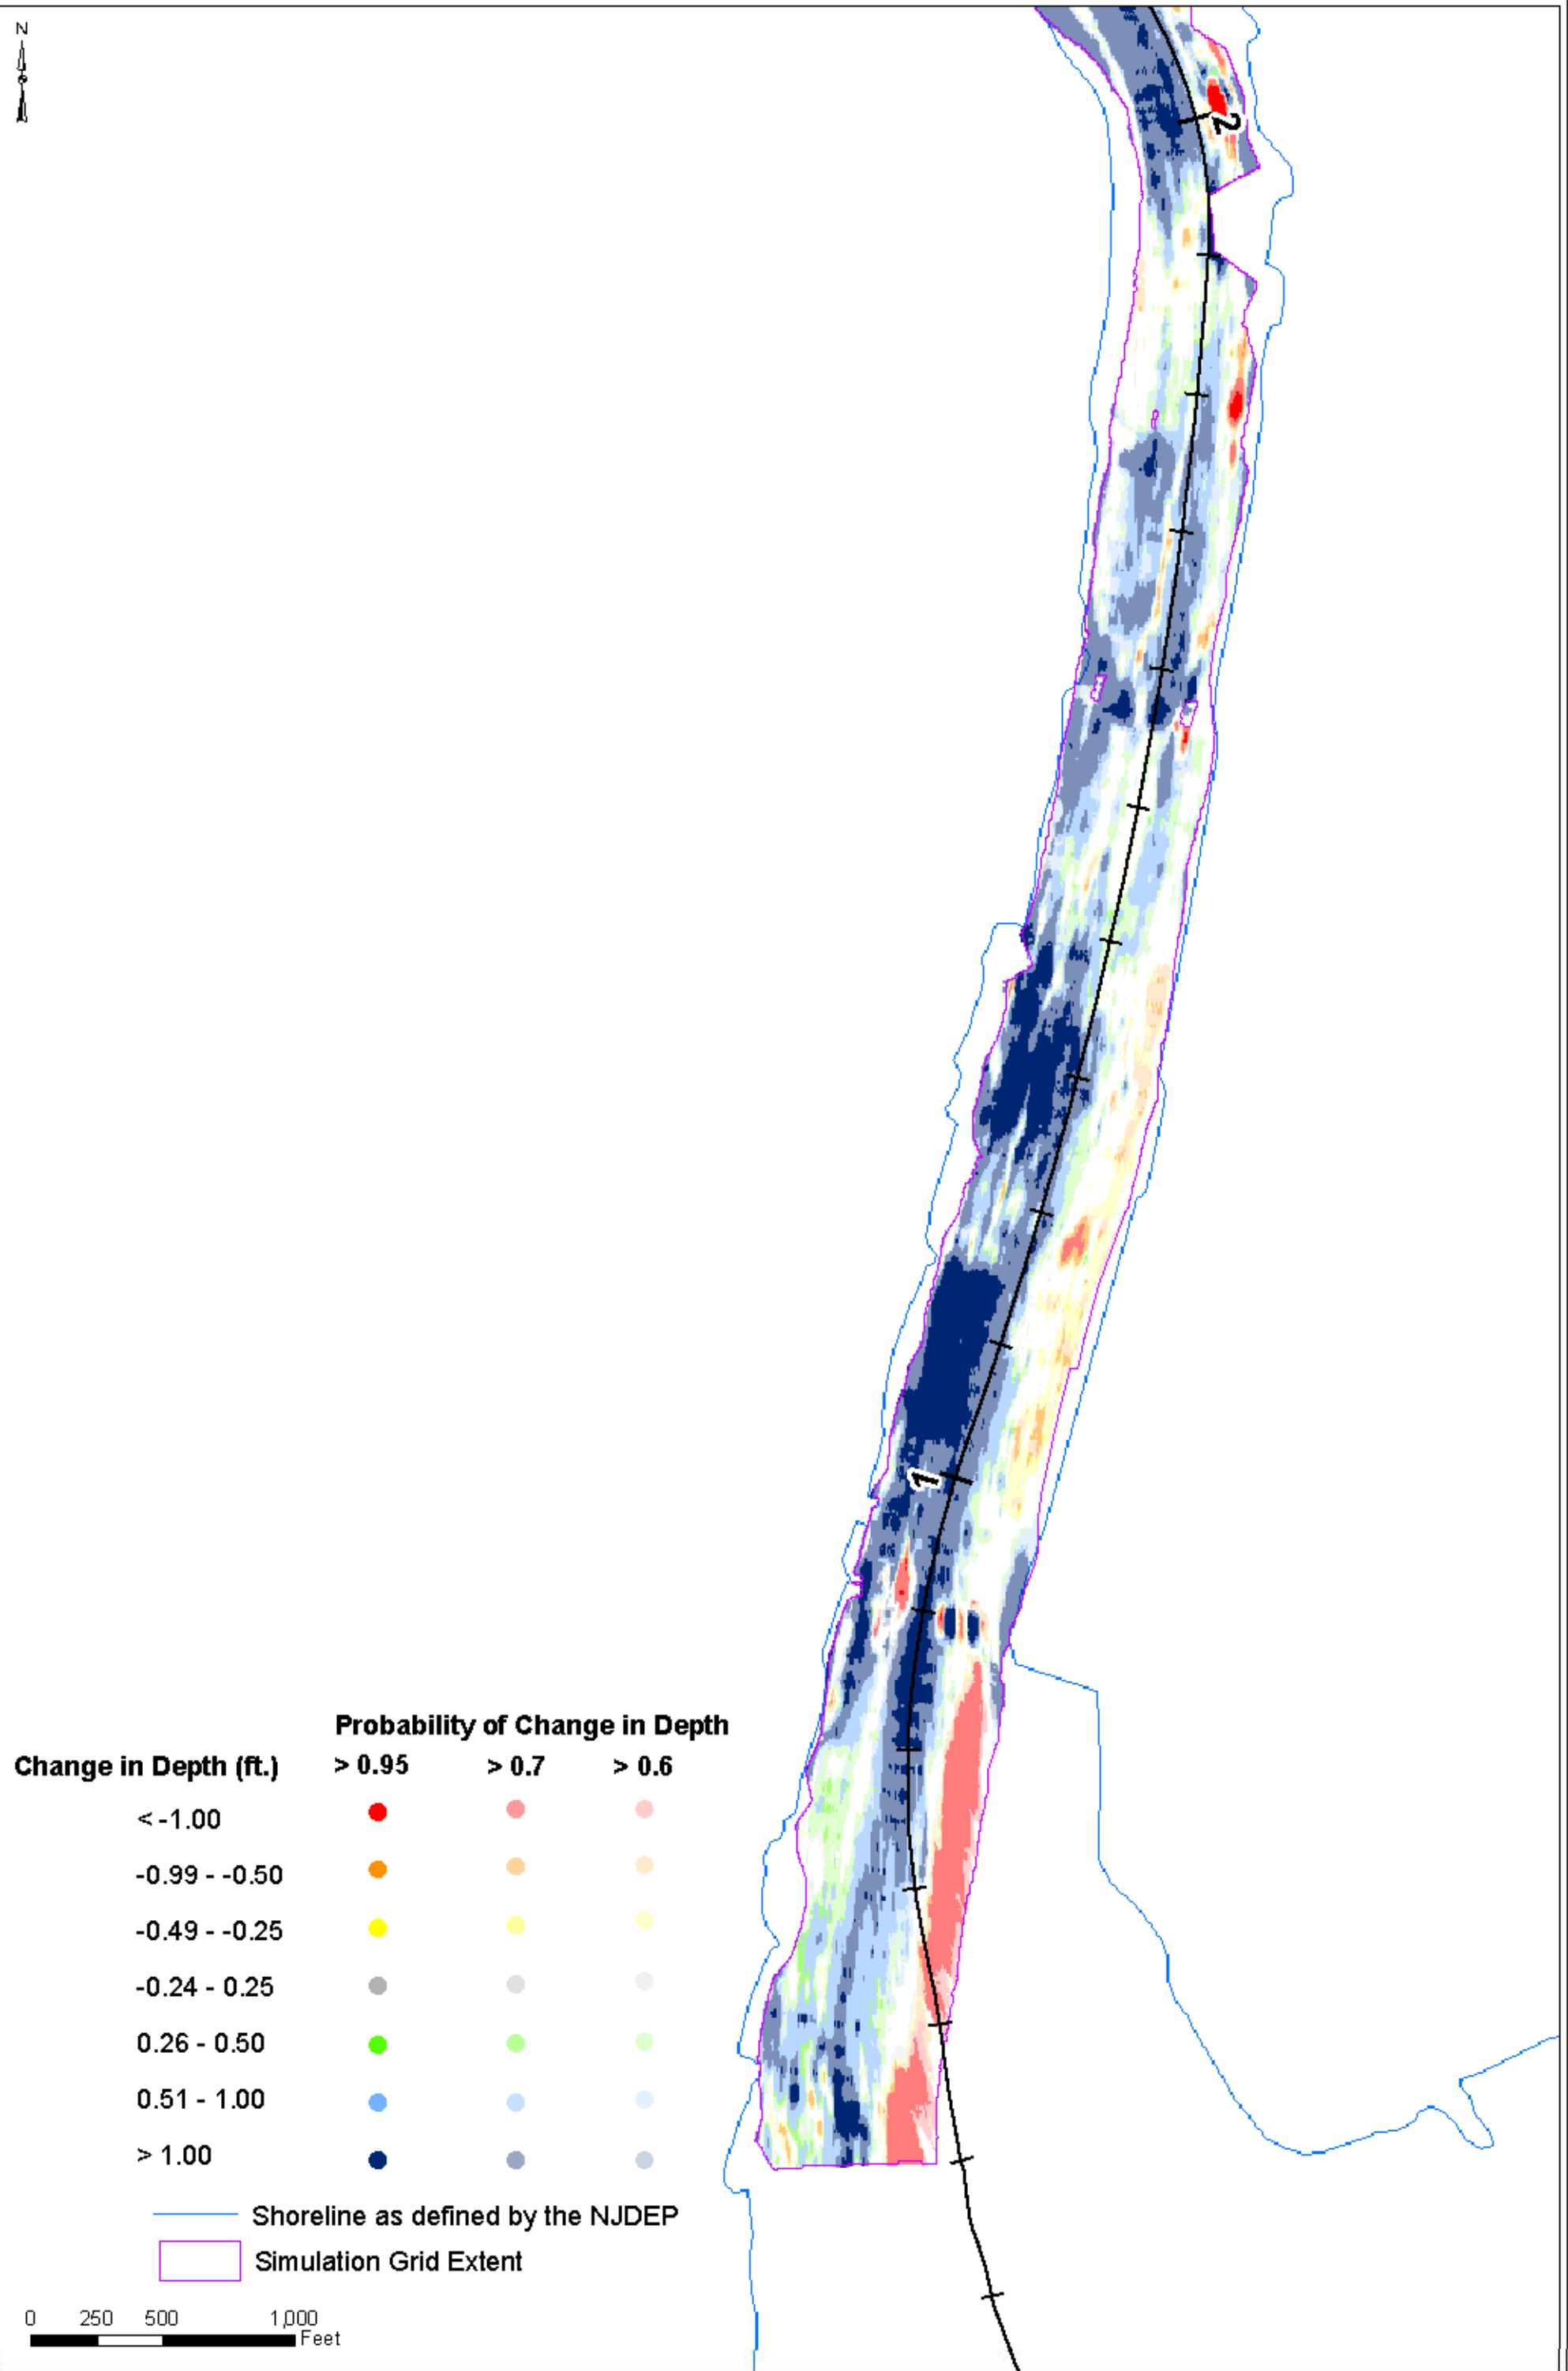 N
2
1
Probability of Change in Depth
Change in Depth (ft.) > 0.95 > 0.7 > 0.6
< -1.00
-0.99 - -0.50
-0.49 - -0.25
-0.24 - 0.25
0.26 - 0.50
0.51 - 1.00
> 1.00
Shoreline as defined by the NJDEP
Simulation Grid Extent
0 250 500 1,000
Feet